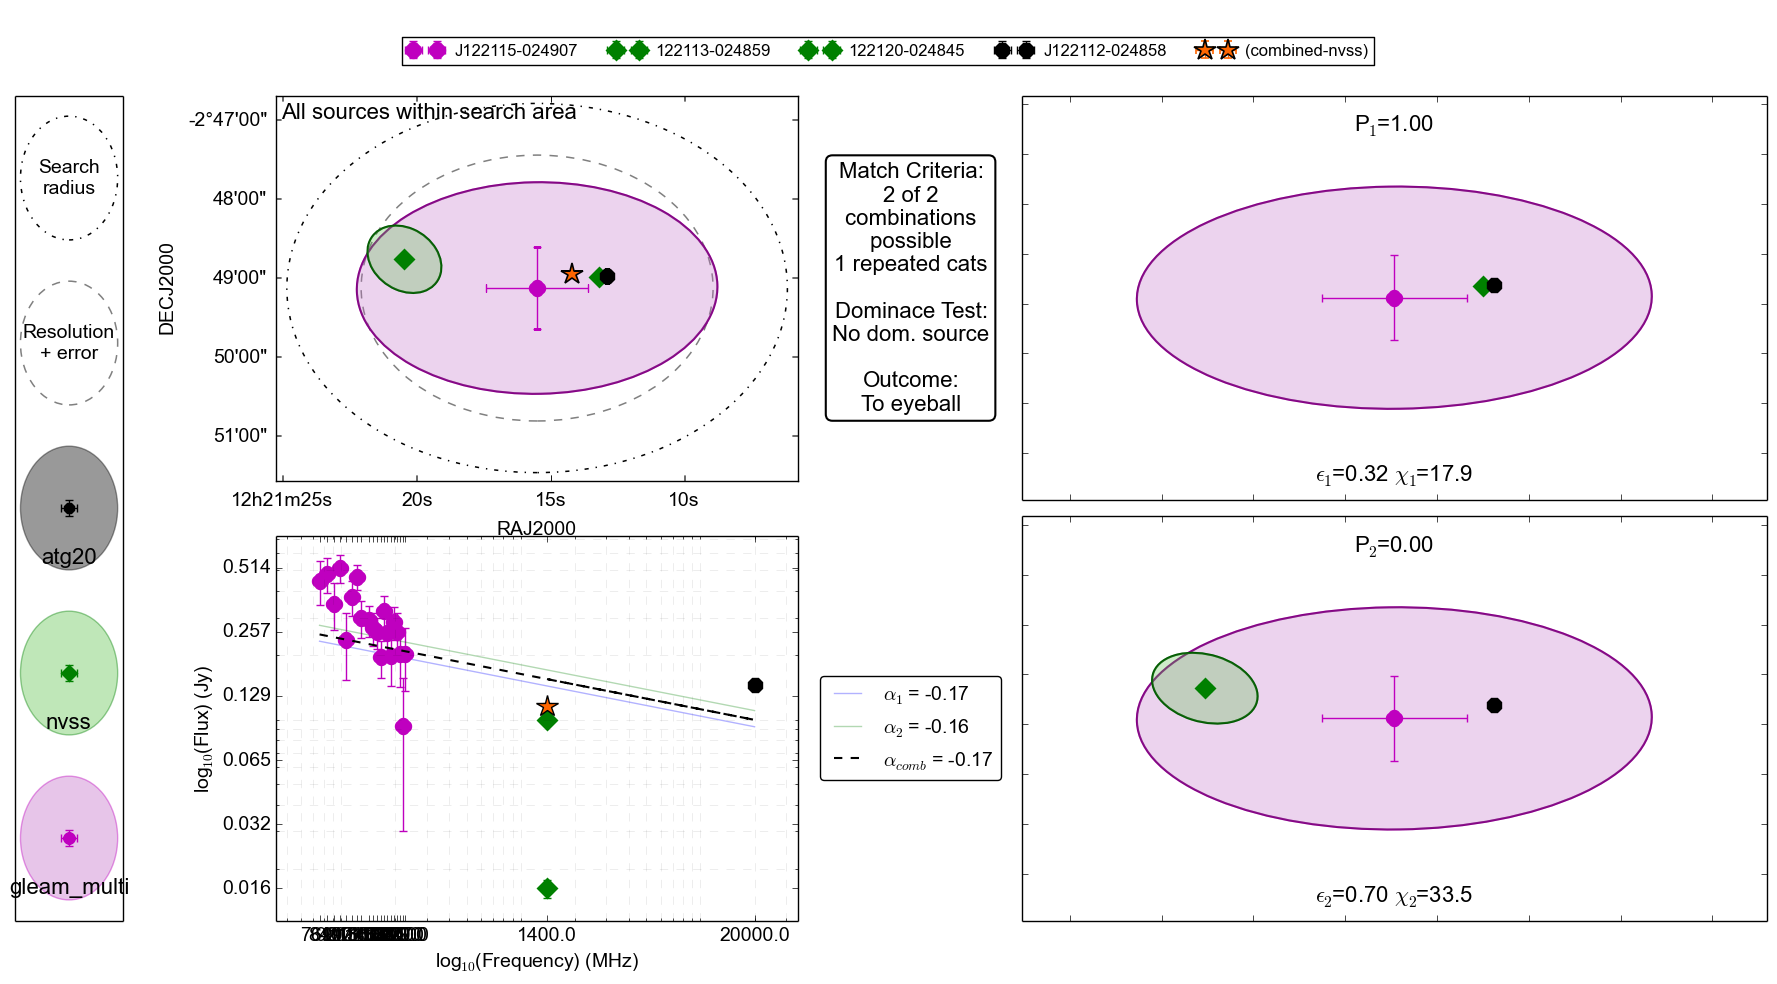 J122115-024907 122113-024859 122120-024845 J122112-024858 (combined-nvss)
Search
radius
Resolution
+ error
atg20
nvss
gleam_multi
All sources within search area
DECJ2000
-2°47'00"
48'00"
49'00"
50'00"
51'00"
12h21m25s 20s 15s 10s
RAJ2000
Match Criteria:
2 of 2
combinations
possible
1 repeated cats
Dominace Test:
No dom. source
Outcome:
To eyeball
P₁=1.00
ϵ₁=0.32 χ₁=17.9
P₂=0.00
ϵ₂=0.70 χ₂=33.5
log₁₀(Flux) (Jy)
0.514
0.257
0.129
0.065
0.032
0.016
1400.0 20000.0
log₁₀(Frequency) (MHz)
α₁ = -0.17
α₂ = -0.16
α_comb = -0.17